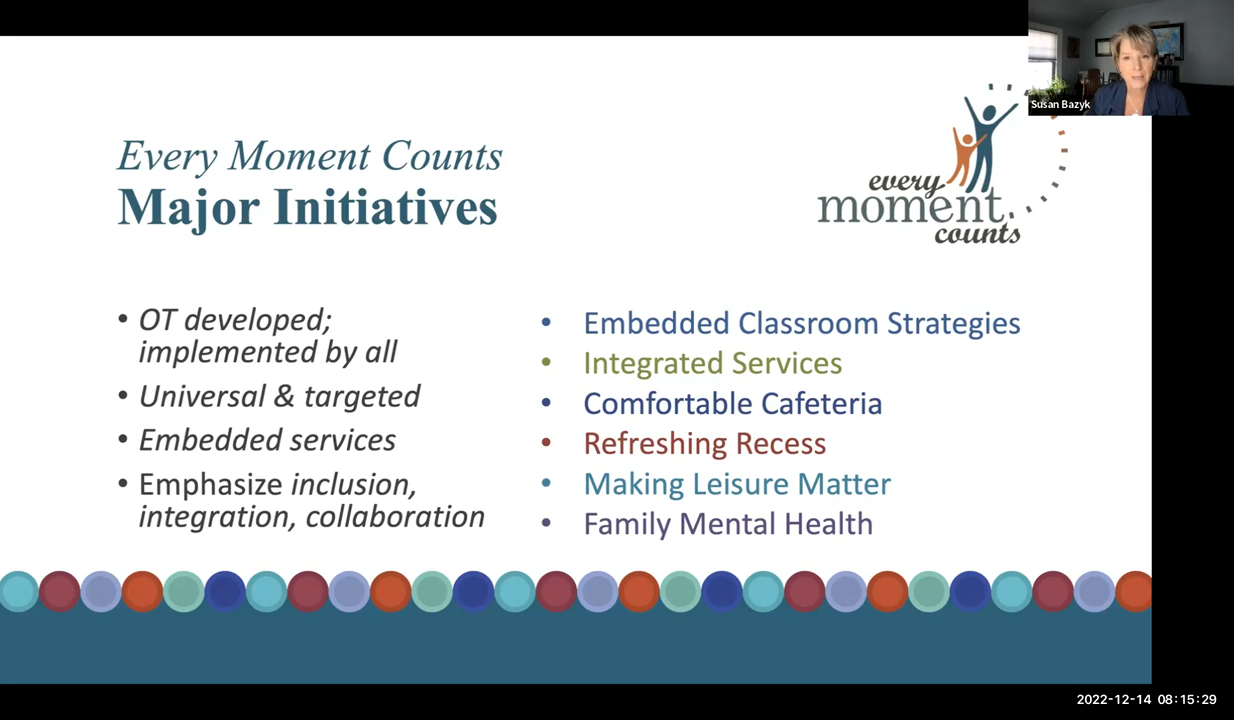 Susan Bazyk
Every Moment Counts
Major Initiatives
every
moment
counts
• OT developed;
implemented by all
• Universal & targeted
• Embedded services
• Emphasize inclusion,
integration, collaboration
• Embedded Classroom Strategies
• Integrated Services
• Comfortable Cafeteria
• Refreshing Recess
• Making Leisure Matter
• Family Mental Health
2022-12-14 08:15:29